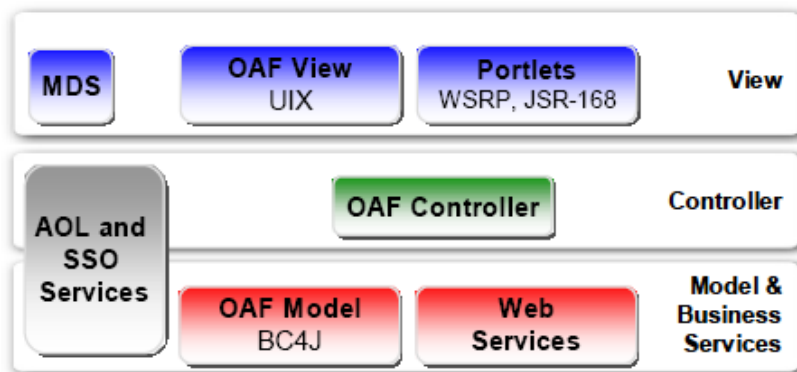 MDS
OAF View
UIX
Portlets
WSRP, JSR-168
View
AOL and
SSO
Services
OAF Controller
Controller
OAF Model
BC4J
Web
Services
Model &
Business
Services